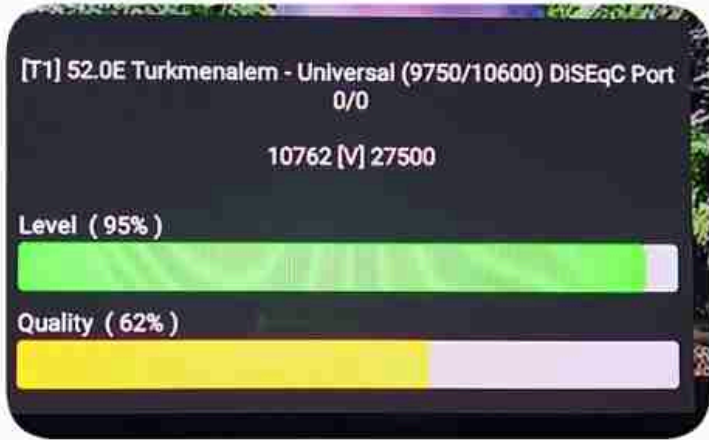 [T1] 52.0E Turkmenalem - Universal (9750/10600) DiSEqC Port
0/0
10762 [V] 27500
Level ( 95% )
Quality ( 62% )